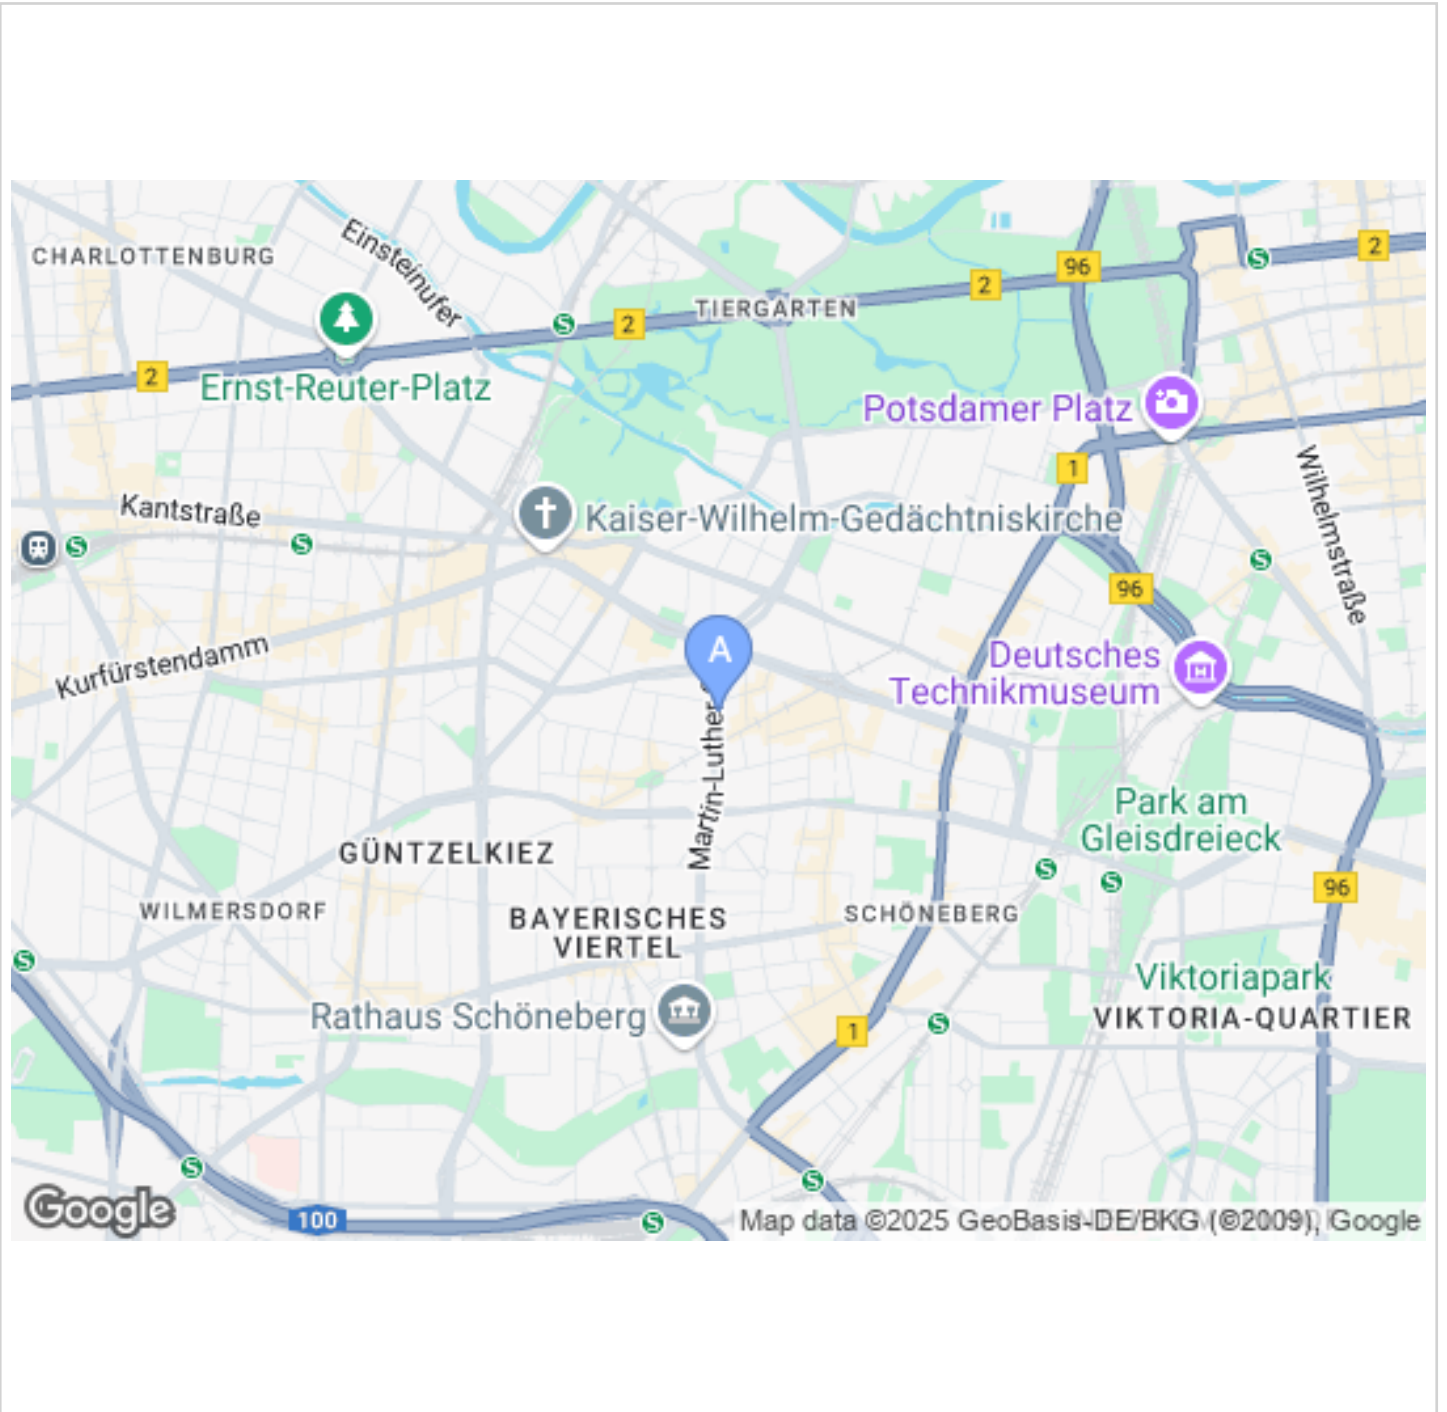 Einsteinufer
CHARLOTTENBURG
2
96
2
TIERGARTEN
2
2
Ernst-Reuter-Platz
Potsdamer Platz
1
Wilhelmstraße
Kantstraße
Kaiser-Wilhelm-Gedächtniskirche
S
S
S
S
S
96
A
Kurfürstendamm
Deutsches
Technikmuseum
Martin-Luther
Park am
Gleisdreieck
GÜNTZELKIEZ
S
S
96
WILMERSDORF
BAYERISCHES
VIERTEL
SCHÖNEBERG
S
Viktoriapark
VIKTORIA-QUARTIER
Rathaus Schöneberg
1
S
S
S
Google
100
S
Map data ©2025 GeoBasis-DE/BKG (©2009), Google